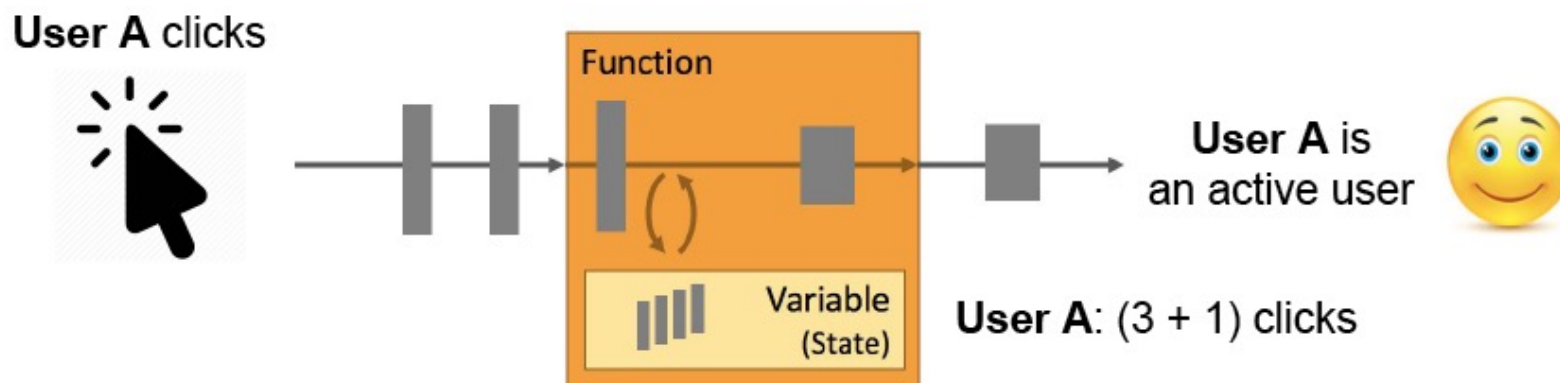 User A clicks
Function
User A is
an active user
Variable
(State)
User A: (3 + 1) clicks